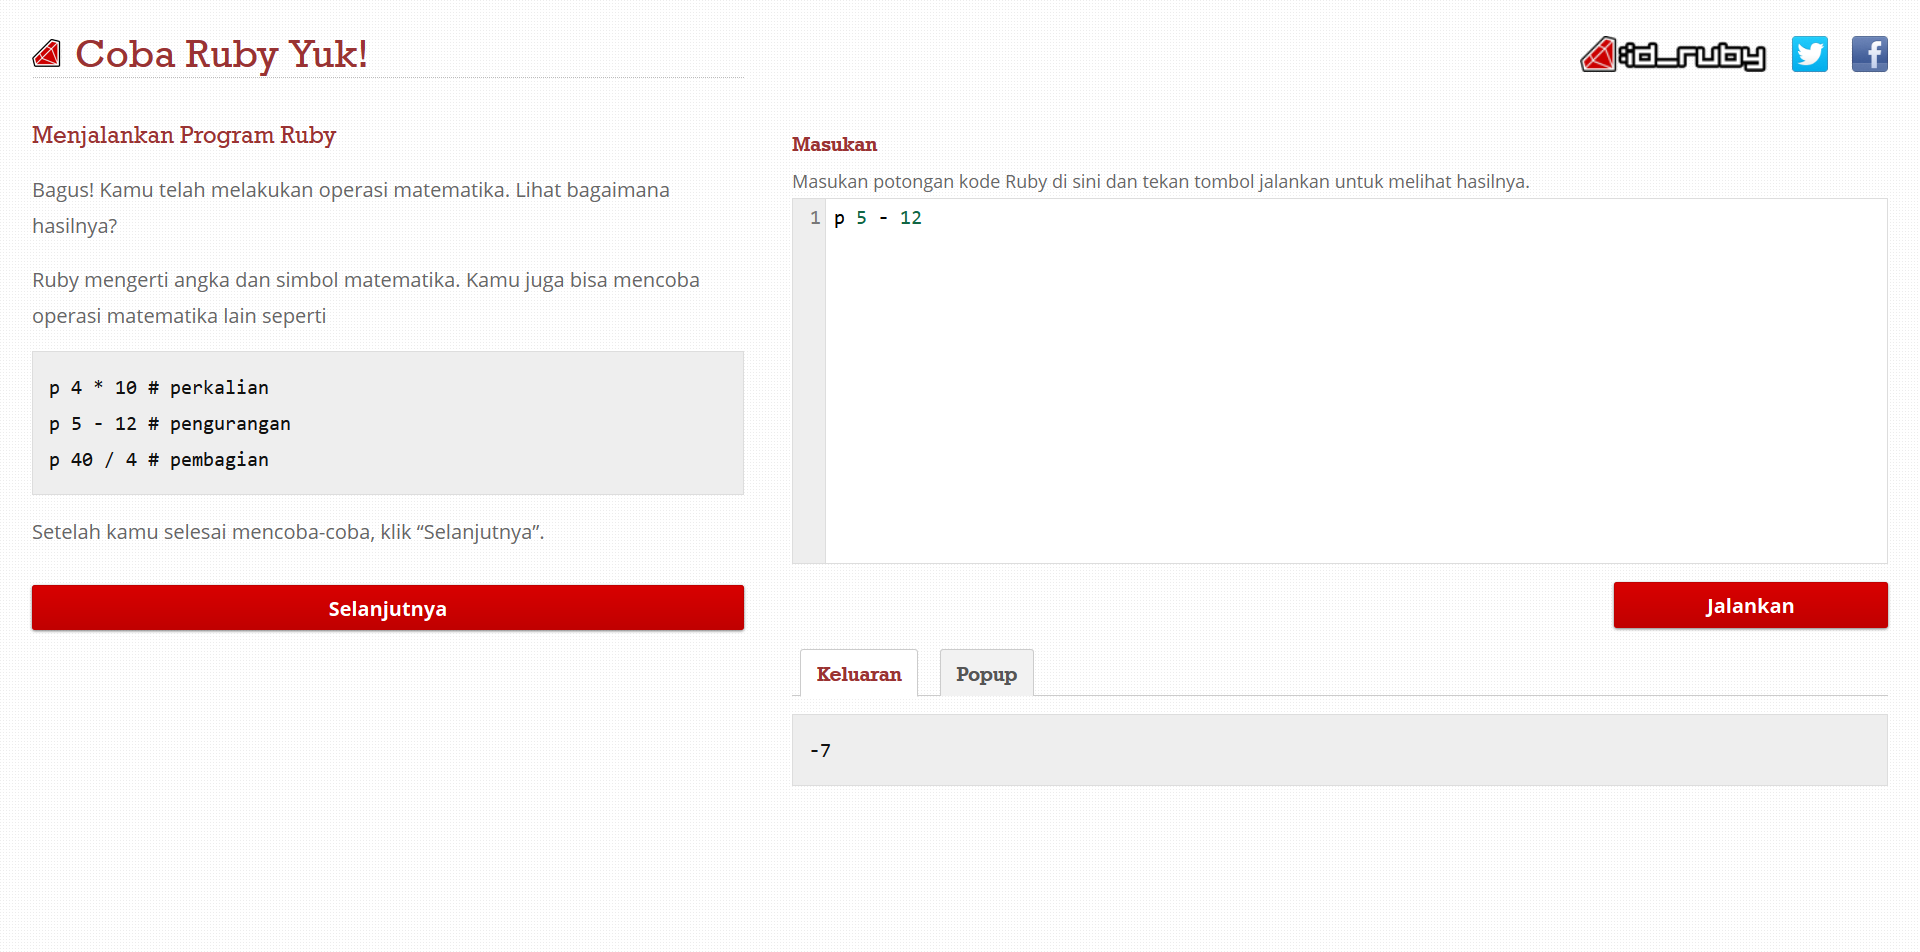 Coba Ruby Yuk!
:id_ruby
Menjalankan Program Ruby
Bagus! Kamu telah melakukan operasi matematika. Lihat bagaimana
hasilnya?
Ruby mengerti angka dan simbol matematika. Kamu juga bisa mencoba
operasi matematika lain seperti
p 4 * 10 # perkalian
p 5 - 12 # pengurangan
p 40 / 4 # pembagian
Setelah kamu selesai mencoba-coba, klik “Selanjutnya”.
Selanjutnya
Masukan
Masukan potongan kode Ruby di sini dan tekan tombol jalankan untuk melihat hasilnya.
1 p 5 - 12
Jalankan
Keluaran Popup
-7